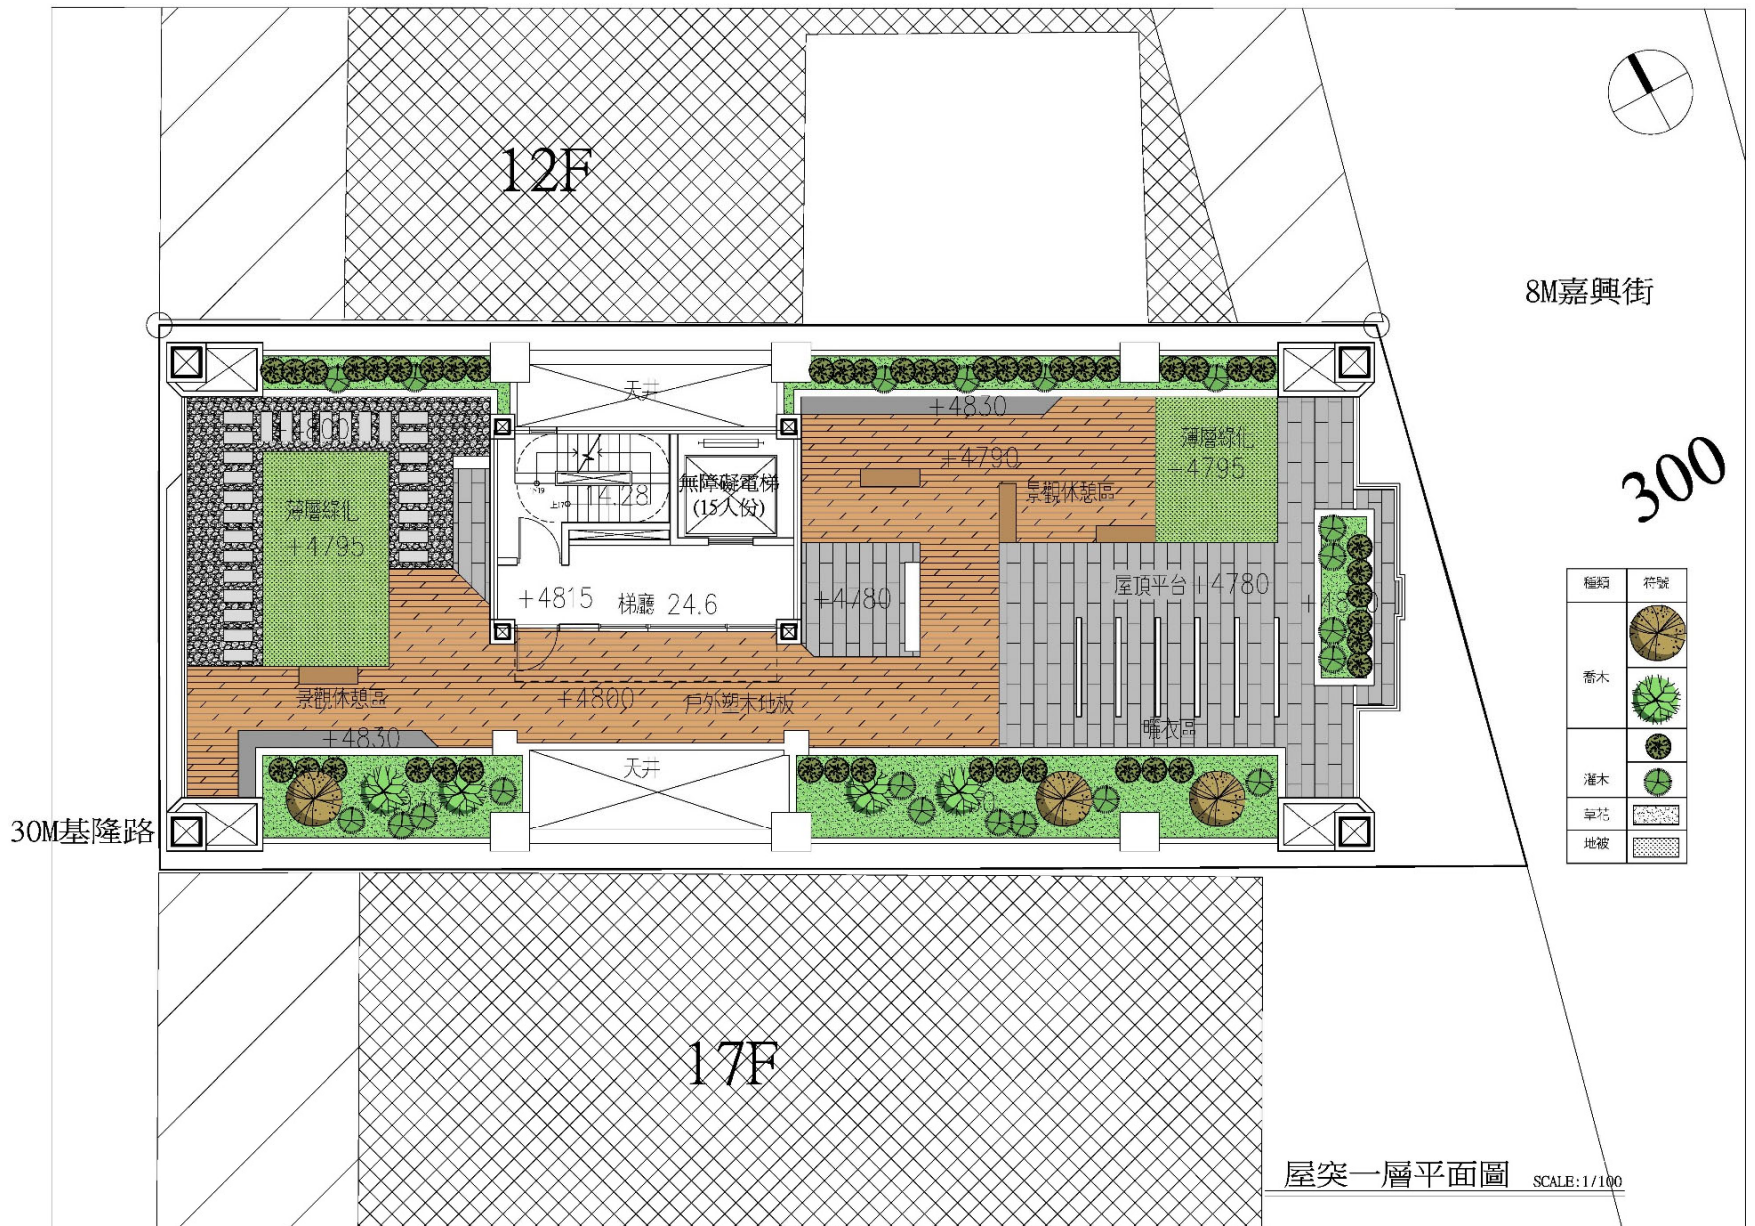 12F
8M嘉興街
300
天井
+4830
+4800
薄層綠化
+4790
+4795
無障礙電梯
(15人份)
景觀休憩區
14.28
薄層綠化
+4795
+4815
梯廳 24.6
+4780
屋頂平台 +4780
種類
符號
喬木
灌木
草花
地被
景觀休憩區
+4800
戶外塑木地板
+4830
曬衣區
天井
30M基隆路
17F
屋突一層平面圖
SCALE:1/100